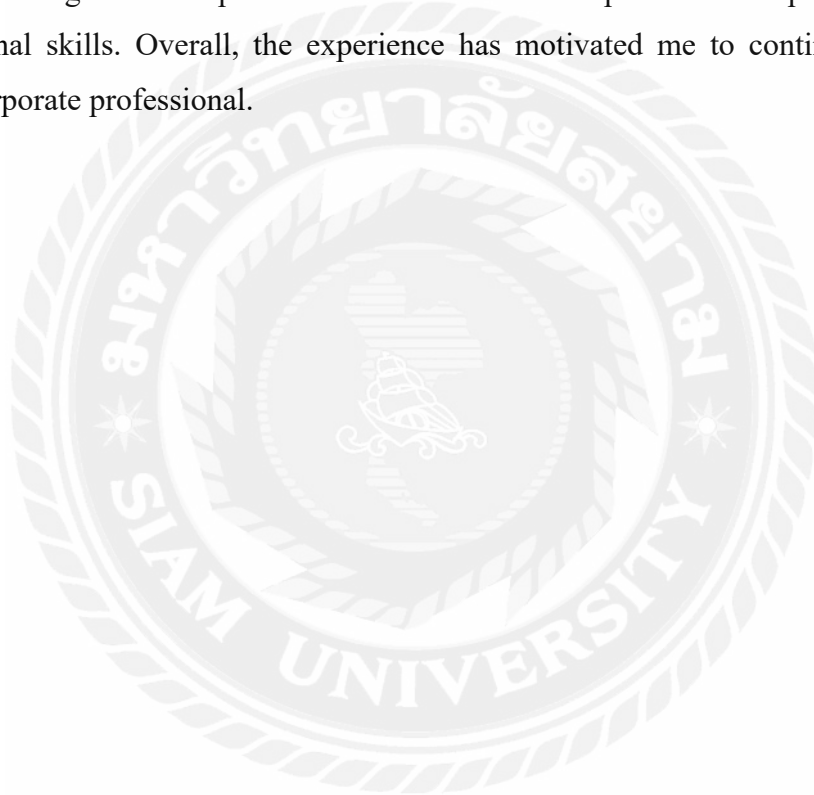 nal skills. Overall, the experience has motivated me to conti
rporate professional.
มหาวิทยาลัยสยาม
SIAM UNIVERSITY